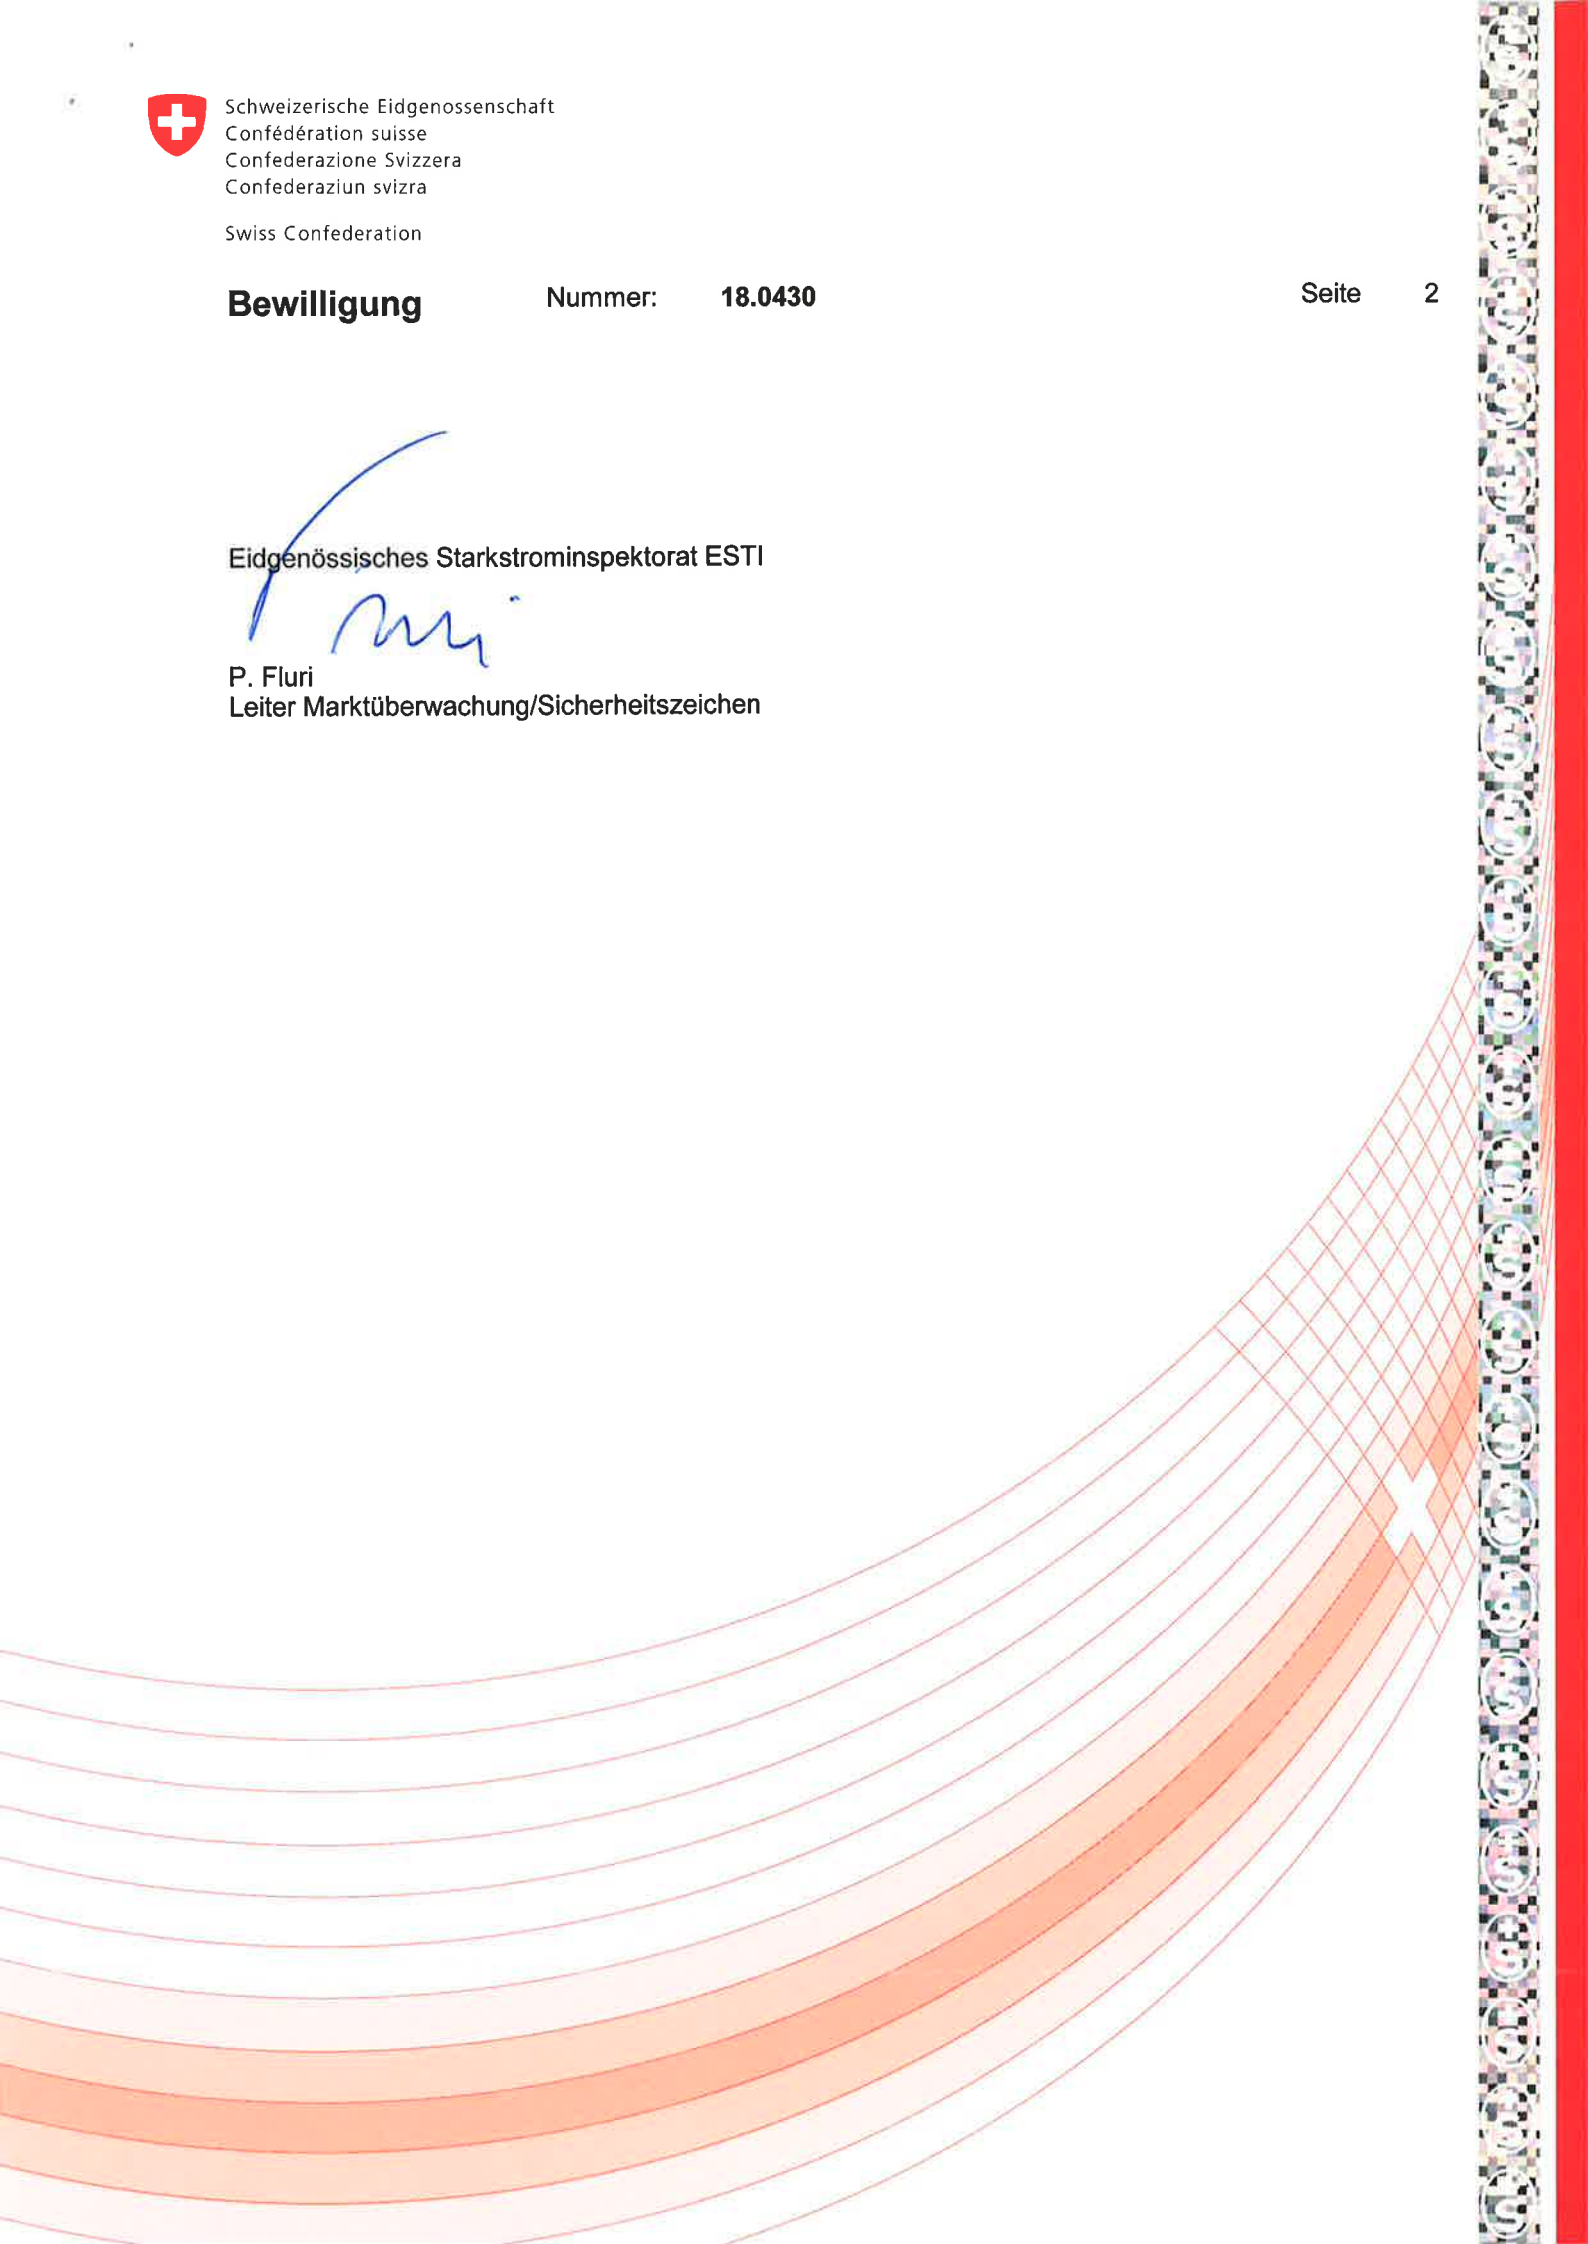 Schweizerische Eidgenossenschaft
Confédération suisse
Confederazione Svizzera
Confederaziun svizra
Swiss Confederation
Bewilligung Nummer: 18.0430 Seite 2
Eidgenössisches Starkstrominspektorat ESTI
P. Fluri
Leiter Marktüberwachung/Sicherheitszeichen